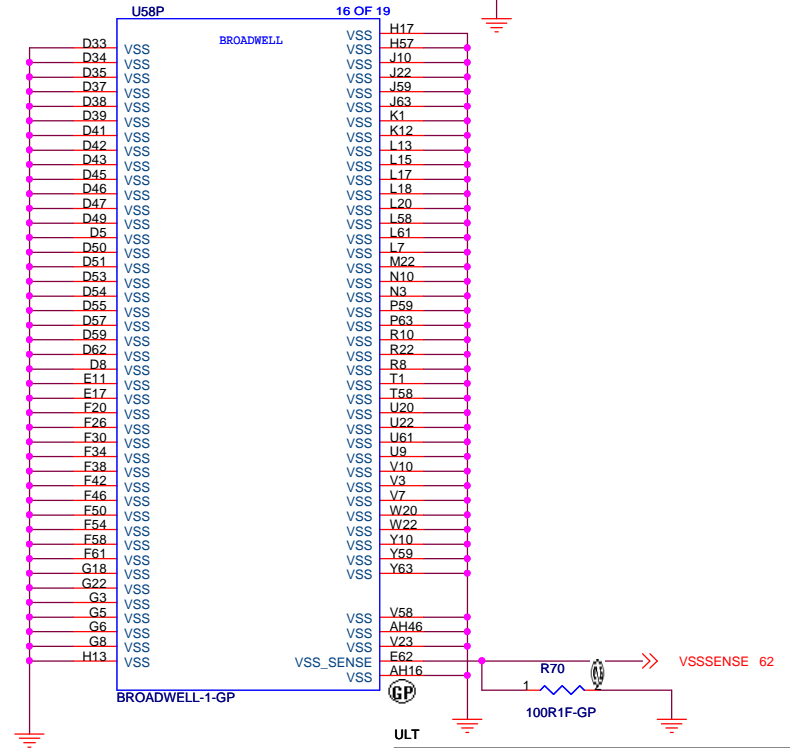 U58P 16 OF 19
BROADWELL
VSS H17
D33 VSS VSS H57
D34 VSS VSS J10
D35 VSS VSS J22
D37 VSS VSS J59
D38 VSS VSS J63
D39 VSS VSS K1
D41 VSS VSS K12
D42 VSS VSS L13
D43 VSS VSS L15
D45 VSS VSS L17
D46 VSS VSS L18
D47 VSS VSS L20
D49 VSS VSS L58
D5 VSS VSS L61
D50 VSS VSS L7
D51 VSS VSS M22
D53 VSS VSS N10
D54 VSS VSS N3
D55 VSS VSS P59
D57 VSS VSS P63
D59 VSS VSS R10
D62 VSS VSS R22
D8 VSS VSS R8
E11 VSS VSS T1
E17 VSS VSS T58
F20 VSS VSS U20
F26 VSS VSS U22
F30 VSS VSS U61
F34 VSS VSS U9
F38 VSS VSS V10
F42 VSS VSS V3
F46 VSS VSS V7
F50 VSS VSS W20
F54 VSS VSS W22
F58 VSS VSS Y10
F61 VSS VSS Y59
G18 VSS VSS Y63
G22 VSS
G3 VSS
G5 VSS VSS V58
G6 VSS VSS AH46
G8 VSS VSS V23
H13 VSS VSS_SENSE E62 VSSSENSE 62
VSS AH16
R70
1 2
BROADWELL-1-GP GP
100R1F-GP
ULT